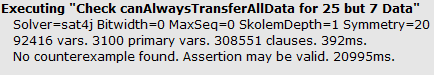 Executing "Check canAlwaysTransferAllData for 25 but 7 Data"
Solver=sat4j Bitwidth=0 MaxSeq=0 SkolemDepth=1 Symmetry=20
92416 vars. 3100 primary vars. 308551 clauses. 392ms.
No counterexample found. Assertion may be valid. 20995ms.